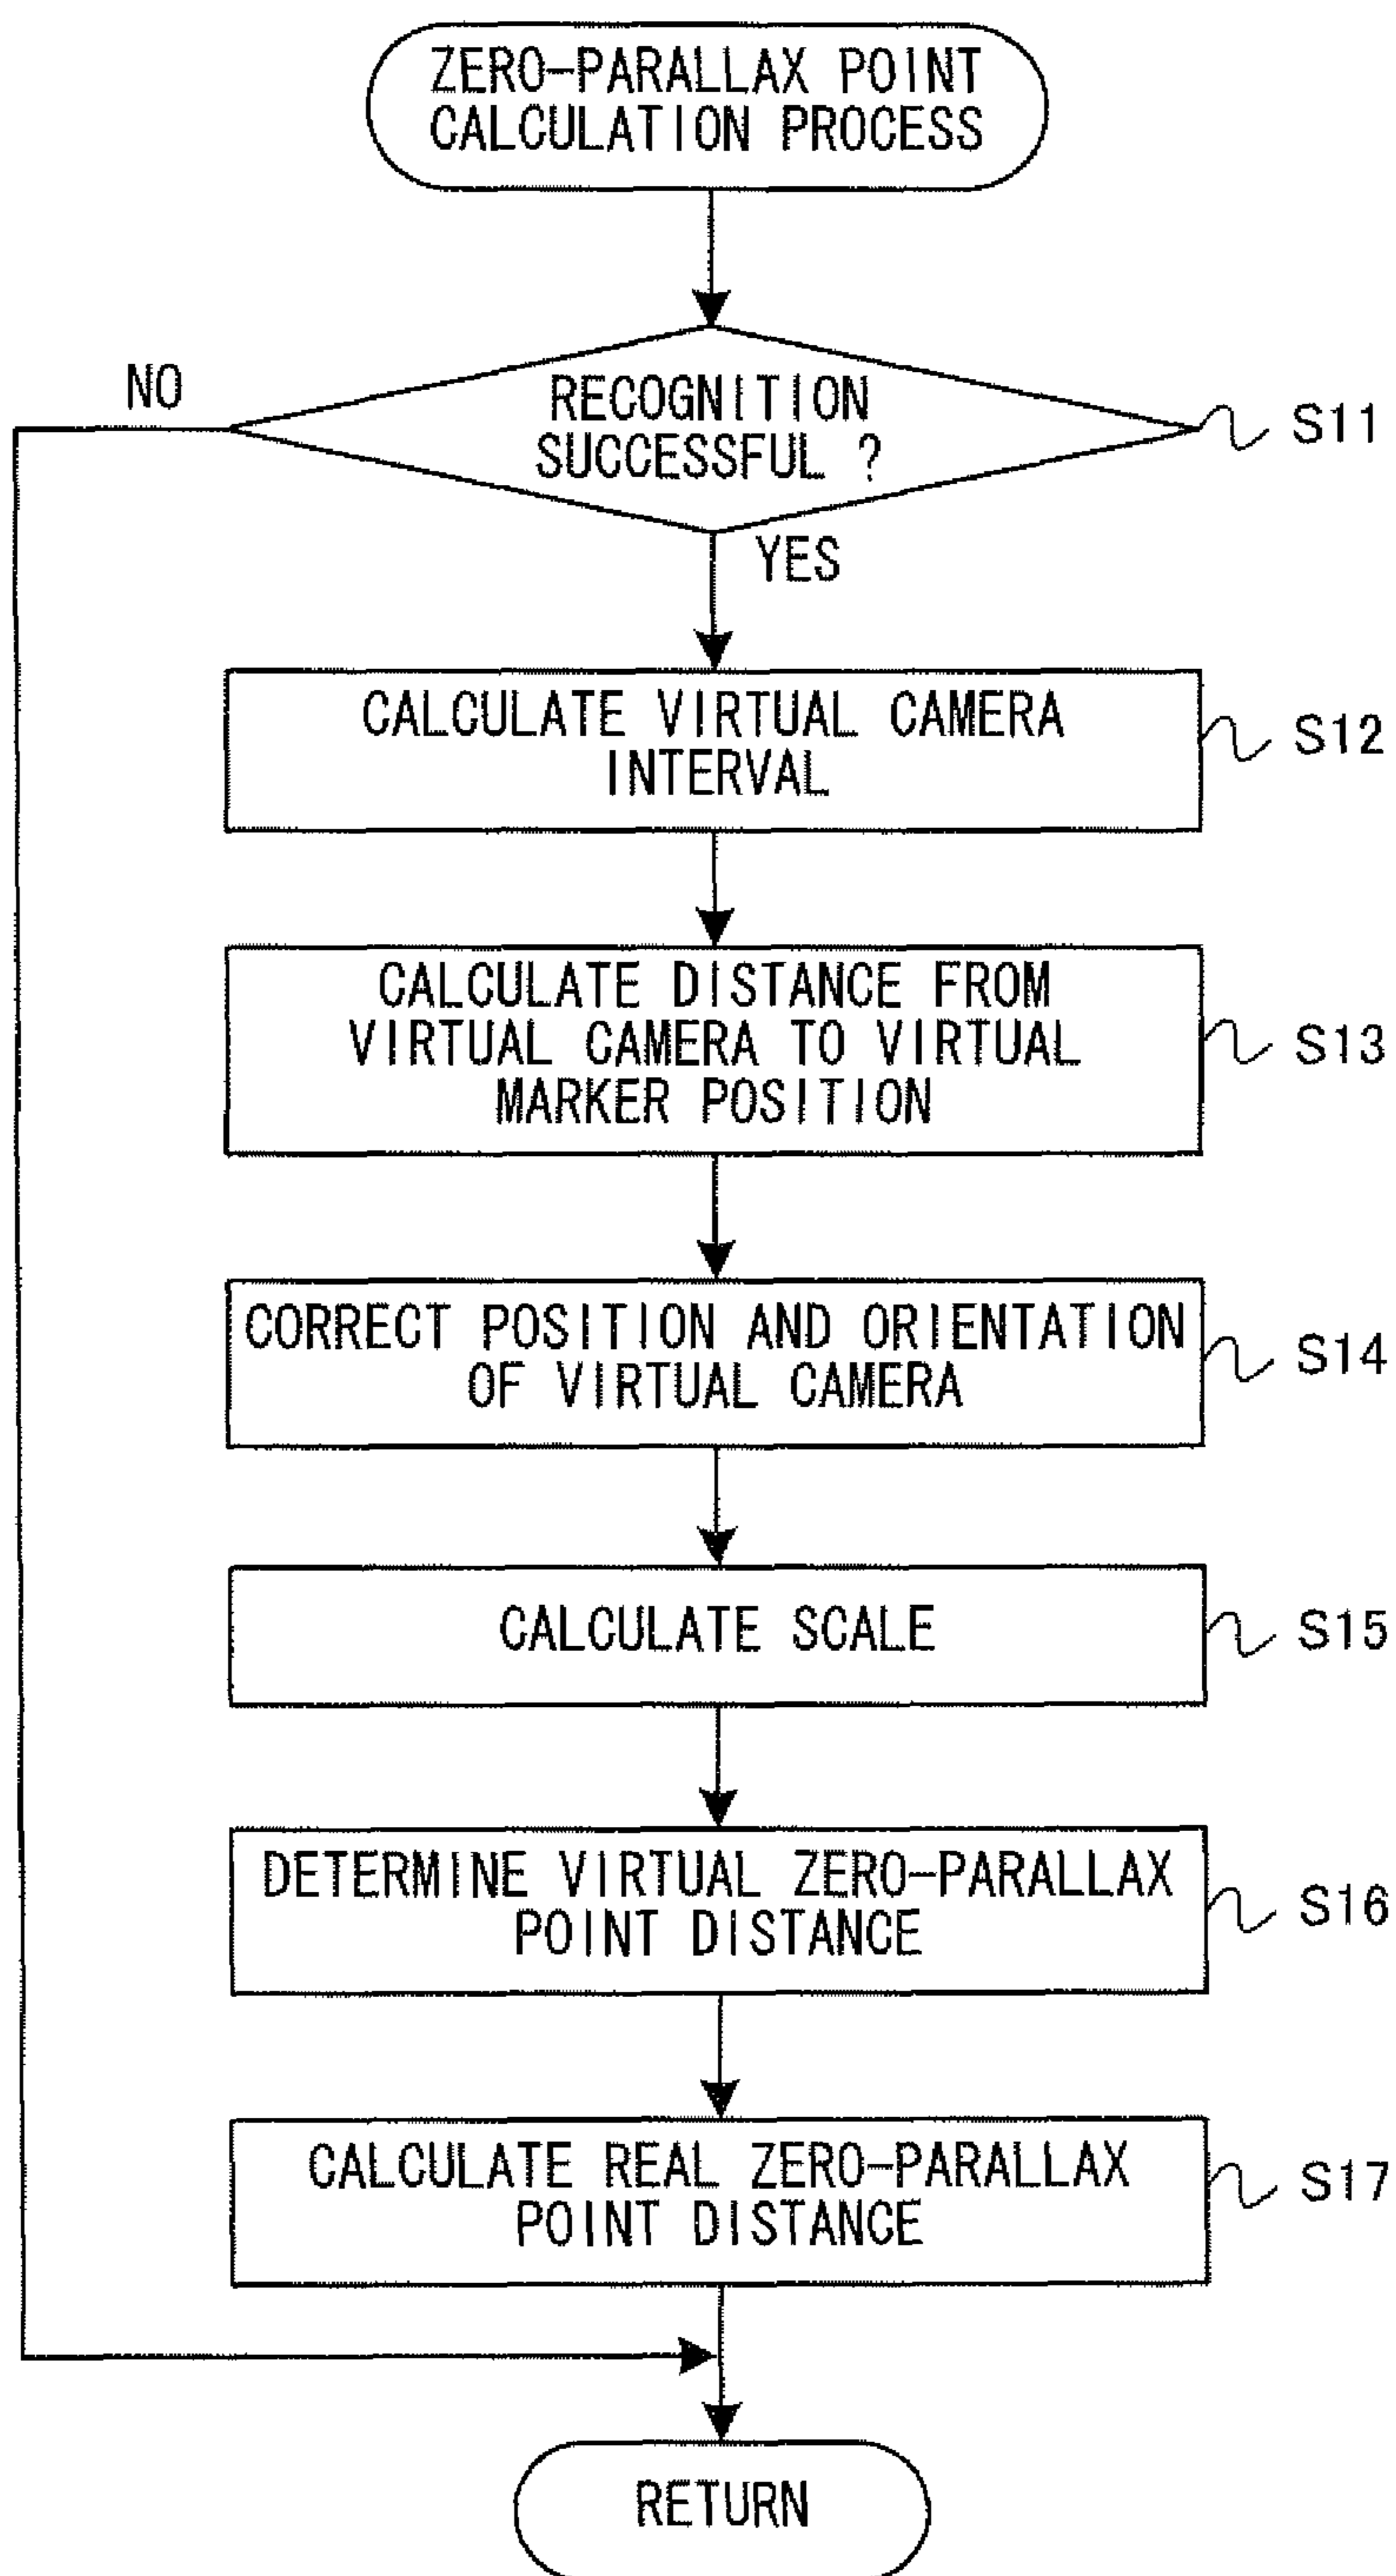 ZERO-PARALLAX POINT
CALCULATION PROCESS
NO
RECOGNITION
SUCCESSFUL ?
S11
YES
CALCULATE VIRTUAL CAMERA
INTERVAL
S12
CALCULATE DISTANCE FROM
VIRTUAL CAMERA TO VIRTUAL
MARKER POSITION
S13
CORRECT POSITION AND ORIENTATION
OF VIRTUAL CAMERA
S14
CALCULATE SCALE
S15
DETERMINE VIRTUAL ZERO-PARALLAX
POINT DISTANCE
S16
CALCULATE REAL ZERO-PARALLAX
POINT DISTANCE
S17
RETURN